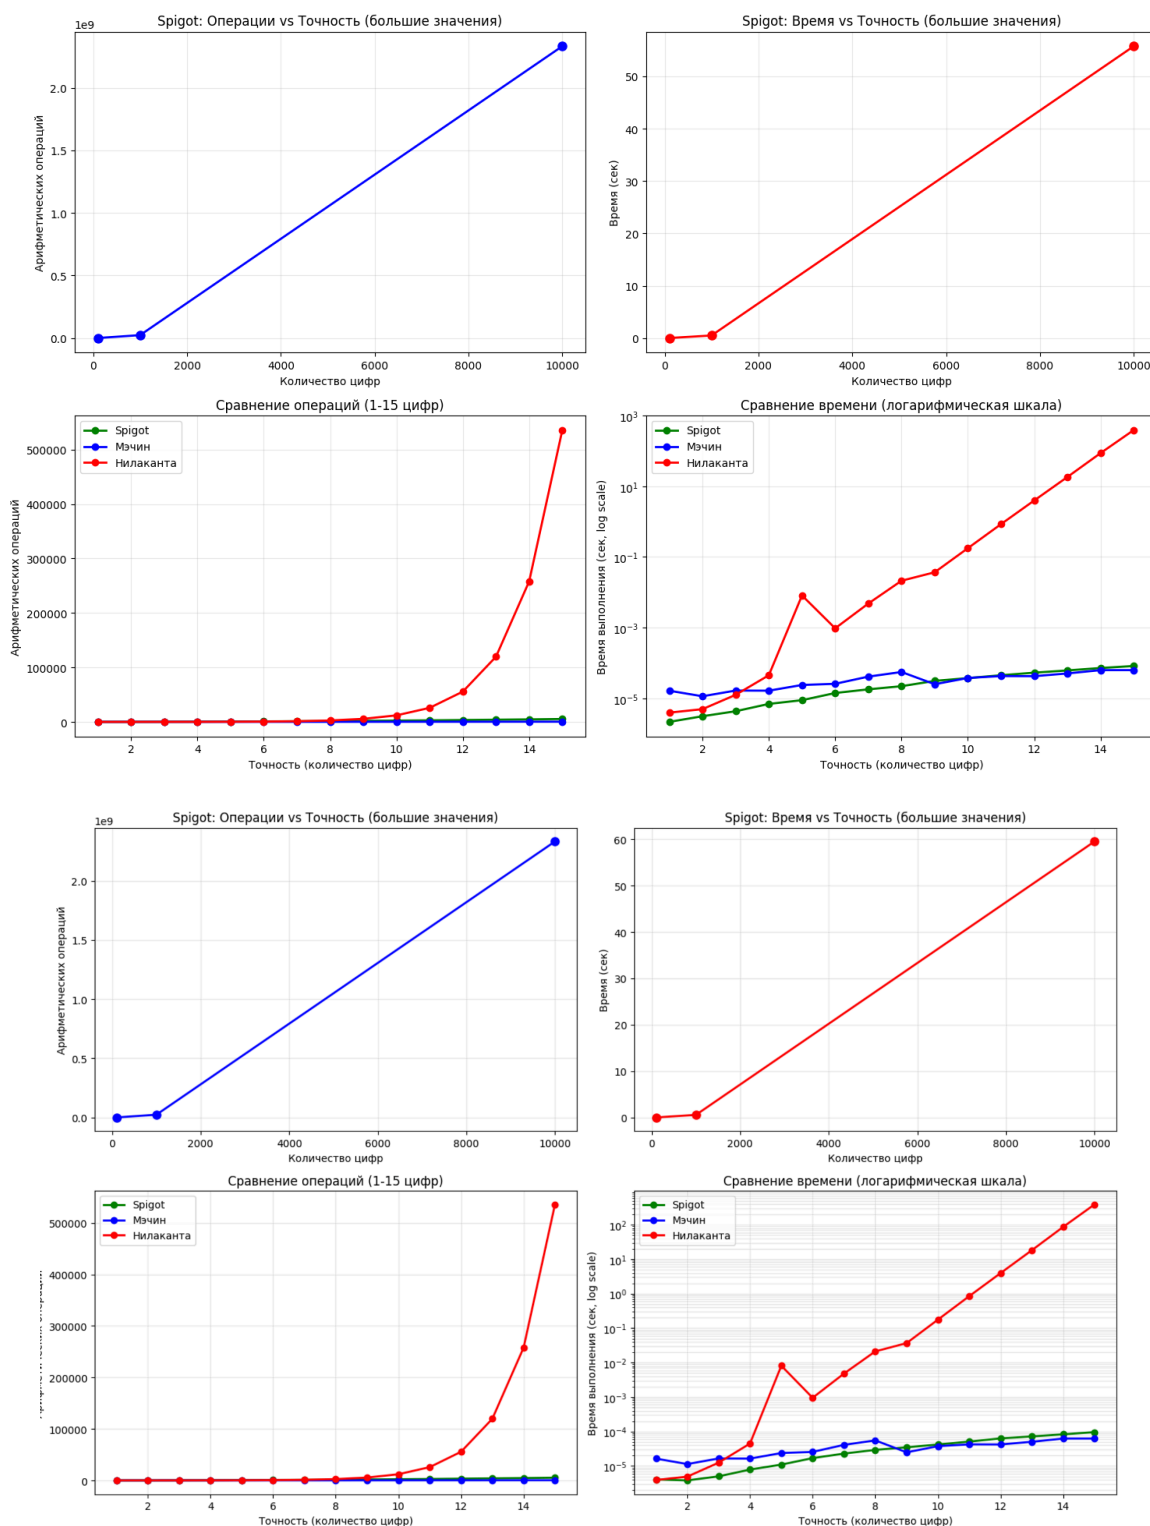 Spigot: Операции vs Точность (большие значения)
1e9
2.0
1.5
1.0
0.5
0.0
Арифметических операций
0 2000 4000 6000 8000 10000
Количество цифр
Spigot: Время vs Точность (большие значения)
50
40
30
20
10
0
Время (сек)
0 2000 4000 6000 8000 10000
Количество цифр
Сравнение операций (1-15 цифр)
Spigot
Мэчин
Нилаканта
500000
400000
300000
200000
100000
0
Арифметических операций
2 4 6 8 10 12 14
Точность (количество цифр)
Сравнение времени (логарифмическая шкала)
Spigot
Мэчин
Нилаканта
10³
10¹
10⁻¹
10⁻³
10⁻⁵
Время выполнения (сек, log scale)
2 4 6 8 10 12 14
Точность (количество цифр)
Spigot: Операции vs Точность (большие значения)
1e9
2.0
1.5
1.0
0.5
0.0
Арифметических операций
0 2000 4000 6000 8000 10000
Количество цифр
Spigot: Время vs Точность (большие значения)
60
50
40
30
20
10
0
Время (сек)
0 2000 4000 6000 8000 10000
Количество цифр
Сравнение операций (1-15 цифр)
Spigot
Мэчин
Нилаканта
500000
400000
300000
200000
100000
0
2 4 6 8 10 12 14
Точность (количество цифр)
Сравнение времени (логарифмическая шкала)
Spigot
Мэчин
Нилаканта
10²
10¹
10⁰
10⁻¹
10⁻²
10⁻³
10⁻⁴
10⁻⁵
Время выполнения (сек, log scale)
2 4 6 8 10 12 14
Точность (количество цифр)